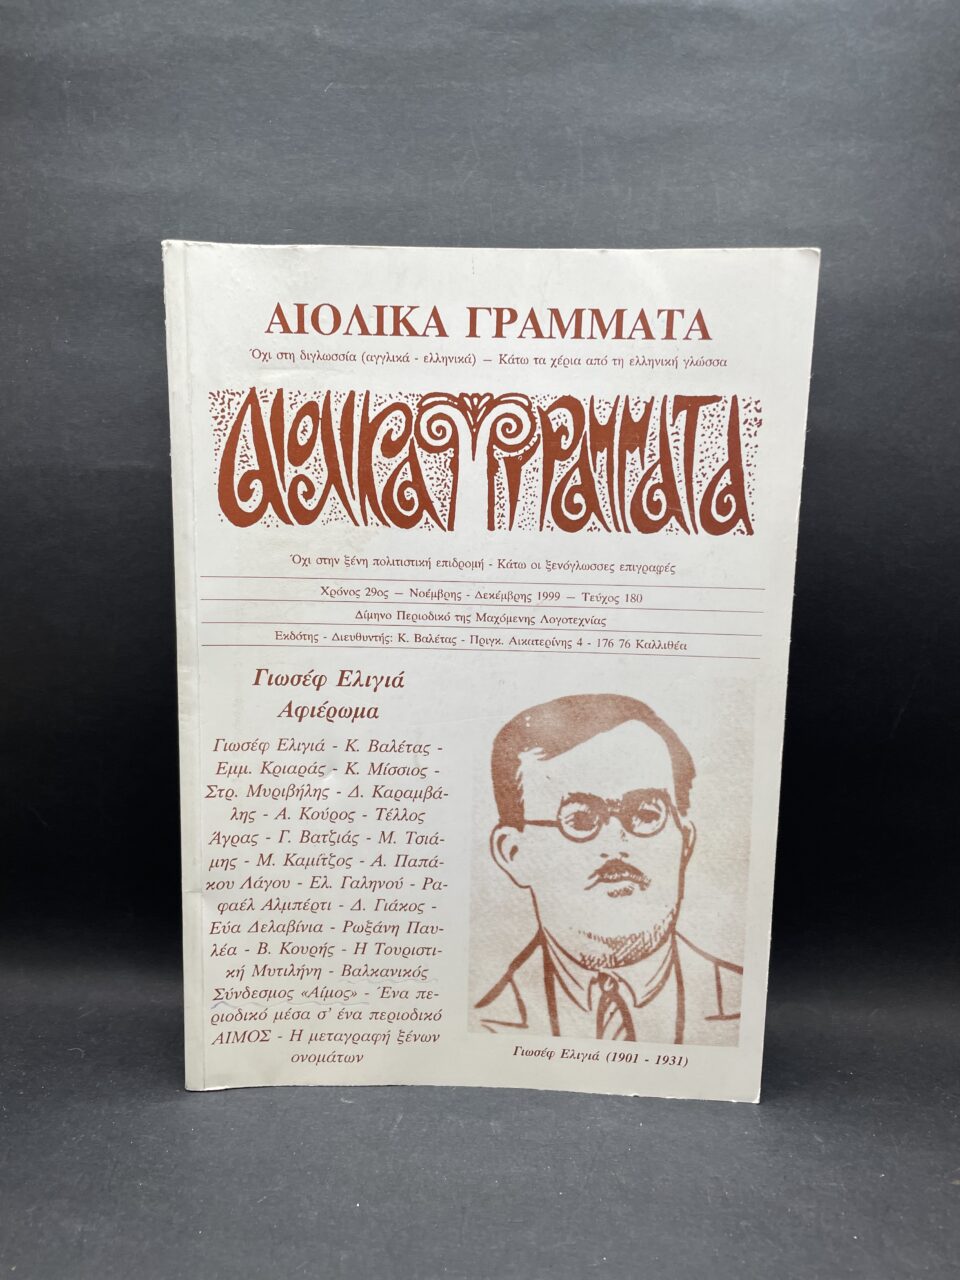 ΑΙΟΛΙΚΑ ΓΡΑΜΜΑΤΑ
Όχι στη διγλωσσία (αγγλικά - ελληνικά) — Κάτω τα χέρια από τη ελληνική γλώσσα
ΑΙΟΛΙΚΑ ΓΡΑΜΜΑΤΑ
Όχι στην ξένη πολιτιστική επιδρομή - Κάτω οι ξενόγλωσσες επιγραφές
Χρόνος 29ος — Νοέμβρης - Δεκέμβρης 1999 — Τεύχος 180
Δίμηνο Περιοδικό της Μαχόμενης Λογοτεχνίας
Εκδότης - Διευθυντής: Κ. Βαλέτας - Πριγκ. Αικατερίνης 4 - 176 76 Καλλιθέα
Γιωσέφ Ελιγιά
Αφιέρωμα
Γιωσέφ Ελιγιά - Κ. Βαλέτας -
Εμμ. Κριαράς - Κ. Μίσσιος -
Στρ. Μυριβήλης - Δ. Καραμβά-
λης - Α. Κούρος - Τέλλος
Άγρας - Γ. Βατζιάς - Μ. Τσιά-
μης - Μ. Καμίτζος - Α. Παπά-
κου Λάγου - Ελ. Γαληνού - Ρα-
φαέλ Αλμπέρτι - Δ. Γιάκος -
Εύα Δελαβίνια - Ρωξάνη Παυ-
λέα - Β. Κουρής - Η Τουριστι-
κή Μυτιλήνη - Βαλκανικός
Σύνδεσμος «Αίμος» - Ένα πε-
ριοδικό μέσα σ' ένα περιοδικό
ΑΙΜΟΣ - Η μεταγραφή ξένων
ονομάτων
Γιωσέφ Ελιγιά (1901 - 1931)